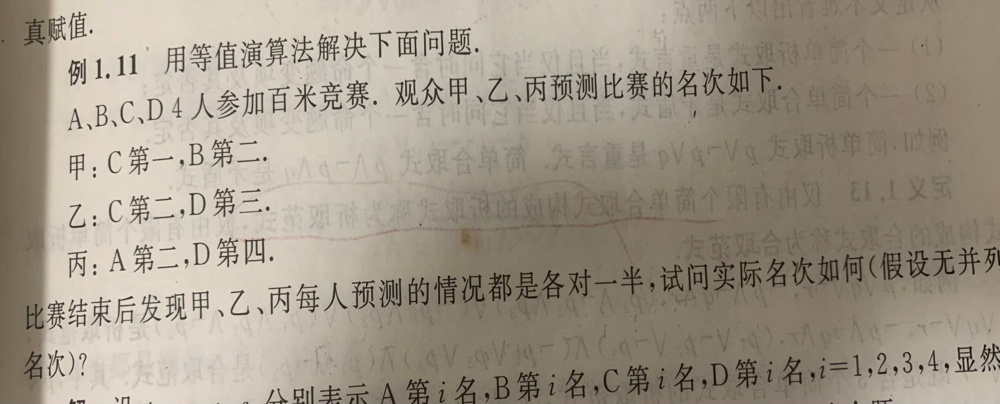 真赋值.
例 1.11 用等值演算法解决下面问题.
A、B、C、D 4 人参加百米竞赛. 观众甲、乙、丙预测比赛的名次如下.
甲: C 第一,B 第二.
乙: C 第二,D 第三.
丙: A 第二,D 第四.
比赛结束后发现甲、乙、丙每人预测的情况都是各对一半,试问实际名次如何(假设无并列
名次)?
分别表示 A 第 i 名,B 第 i 名,C 第 i 名,D 第 i 名,i=1,2,3,4,显然